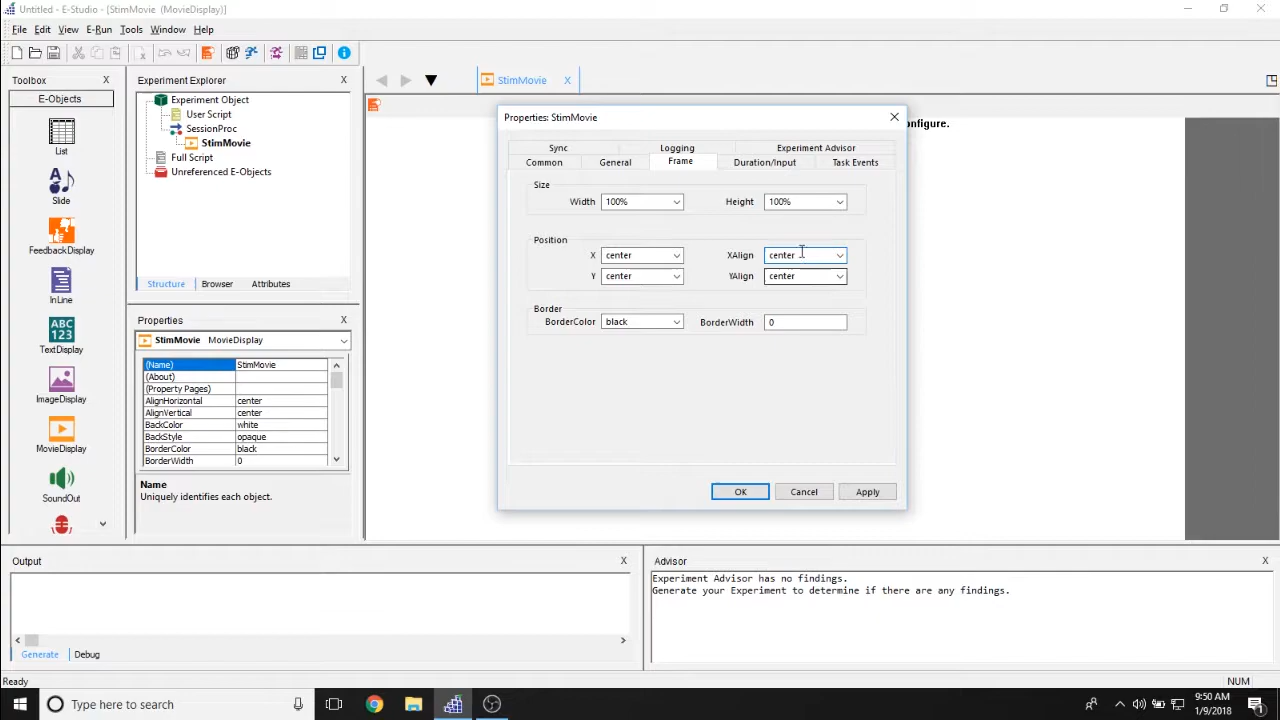 Untitled - E-Studio - [StimMovie (MovieDisplay)]
File Edit View E-Run Tools Window Help
Toolbox X
E-Objects
List
Slide
FeedbackDisplay
InLine
ABC
123
TextDisplay
ImageDisplay
MovieDisplay
SoundOut
Experiment Explorer X
Experiment Object
User Script
SessionProc
StimMovie
Full Script
Unreferenced E-Objects
Structure Browser Attributes
Properties X
StimMovie MovieDisplay
(Name) StimMovie
(About)
(Property Pages)
AlignHorizontal center
AlignVertical center
BackColor white
BackStyle opaque
BorderColor black
BorderWidth 0
Name
Uniquely identifies each object.
StimMovie X
onfigure.
Properties: StimMovie
Sync Logging Experiment Advisor
Common General Frame Duration/Input Task Events
Size
Width 100% Height 100%
Position
X center XAlign center
Y center YAlign center
Border
BorderColor black BorderWidth 0
OK Cancel Apply
Output X
Generate Debug
Advisor X
Experiment Advisor has no findings.
Generate your Experiment to determine if there are any findings.
Ready NUM
Type here to search
9:50 AM
1/9/2018
1